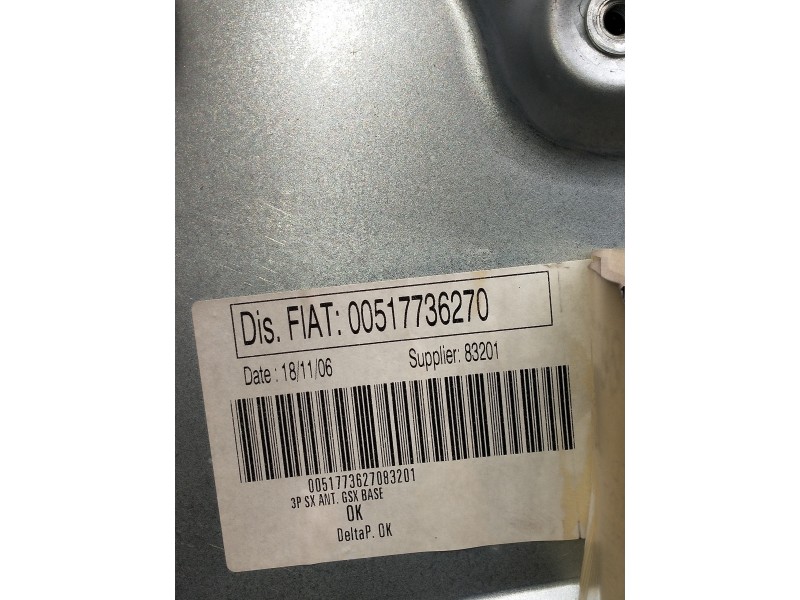 Dis. FIAT: 00517736270
Date : 18/11/06 Supplier: 83201
0051773627083201
3P SX ANT. GSX BASE
OK
DeltaP. OK